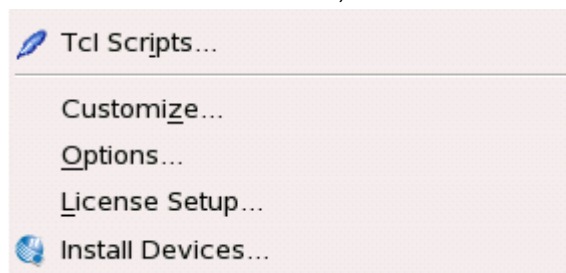 Tcl Scripts...
Customize...
Options...
License Setup...
Install Devices...